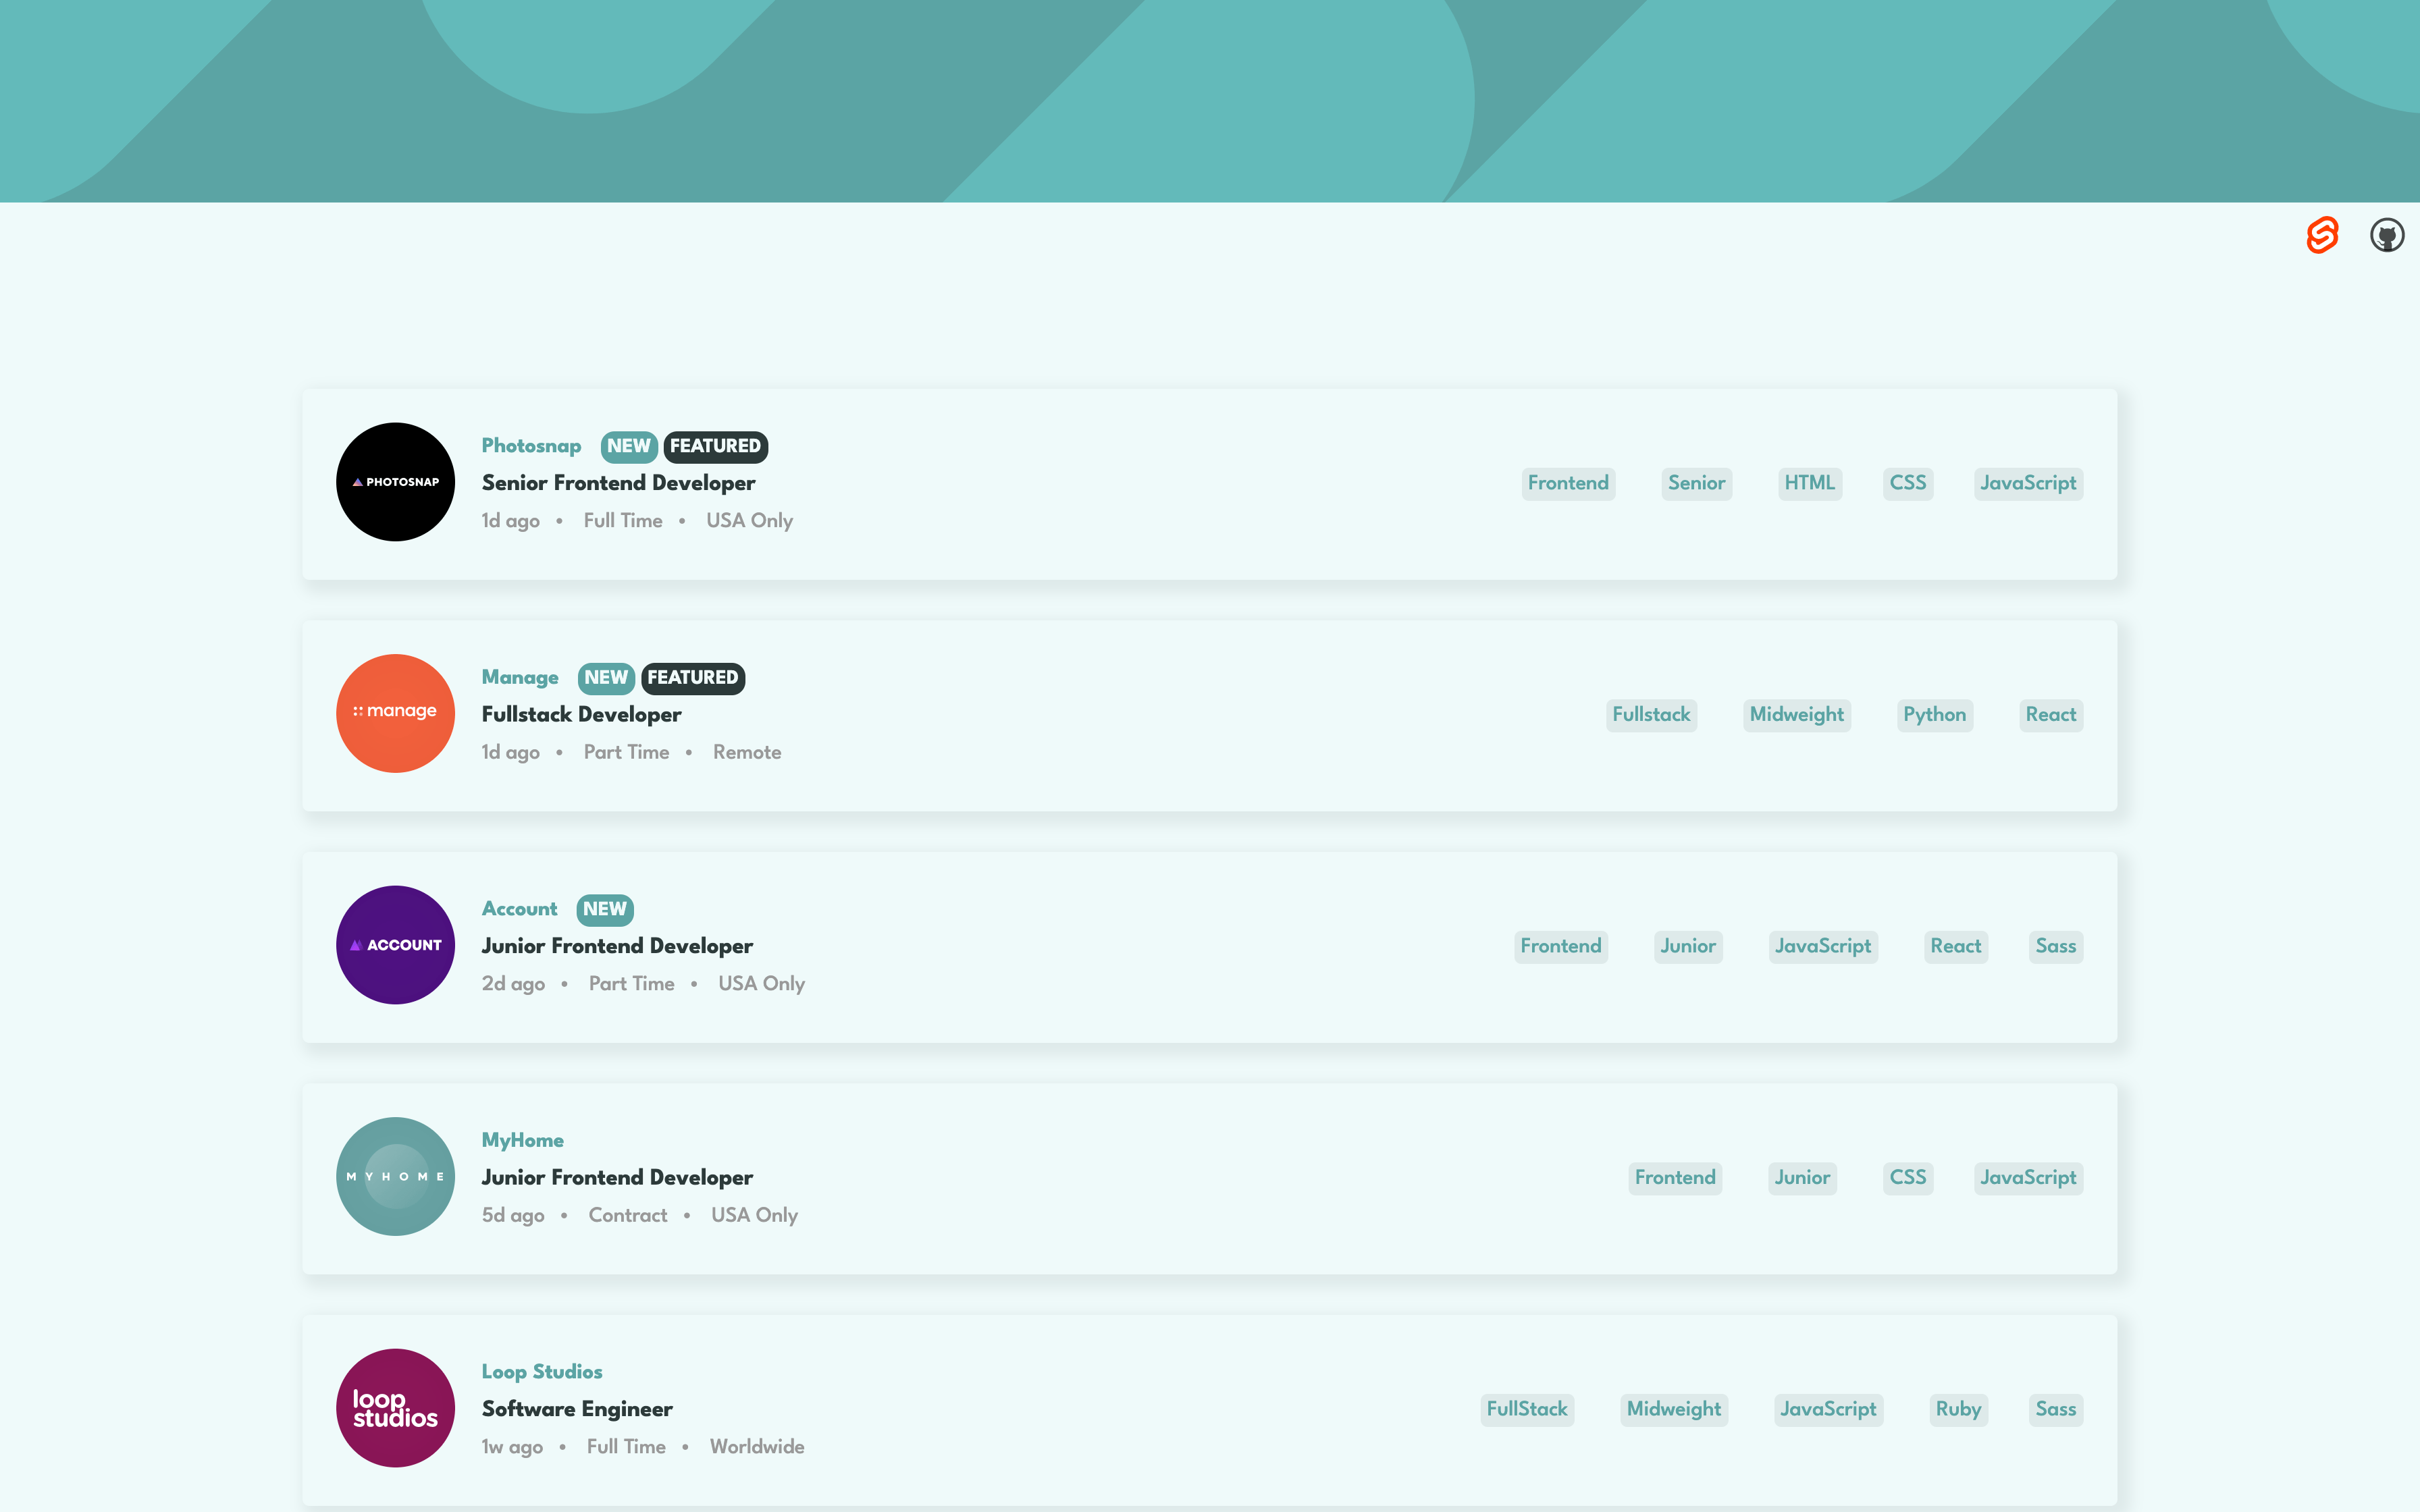 PHOTOSNAP
Photosnap NEW FEATURED
Senior Frontend Developer
1d ago • Full Time • USA Only
Frontend Senior HTML CSS JavaScript
manage
Manage NEW FEATURED
Fullstack Developer
1d ago • Part Time • Remote
Fullstack Midweight Python React
ACCOUNT
Account NEW
Junior Frontend Developer
2d ago • Part Time • USA Only
Frontend Junior JavaScript React Sass
MYHOME
MyHome
Junior Frontend Developer
5d ago • Contract • USA Only
Frontend Junior CSS JavaScript
loop
studios
Loop Studios
Software Engineer
1w ago • Full Time • Worldwide
FullStack Midweight JavaScript Ruby Sass